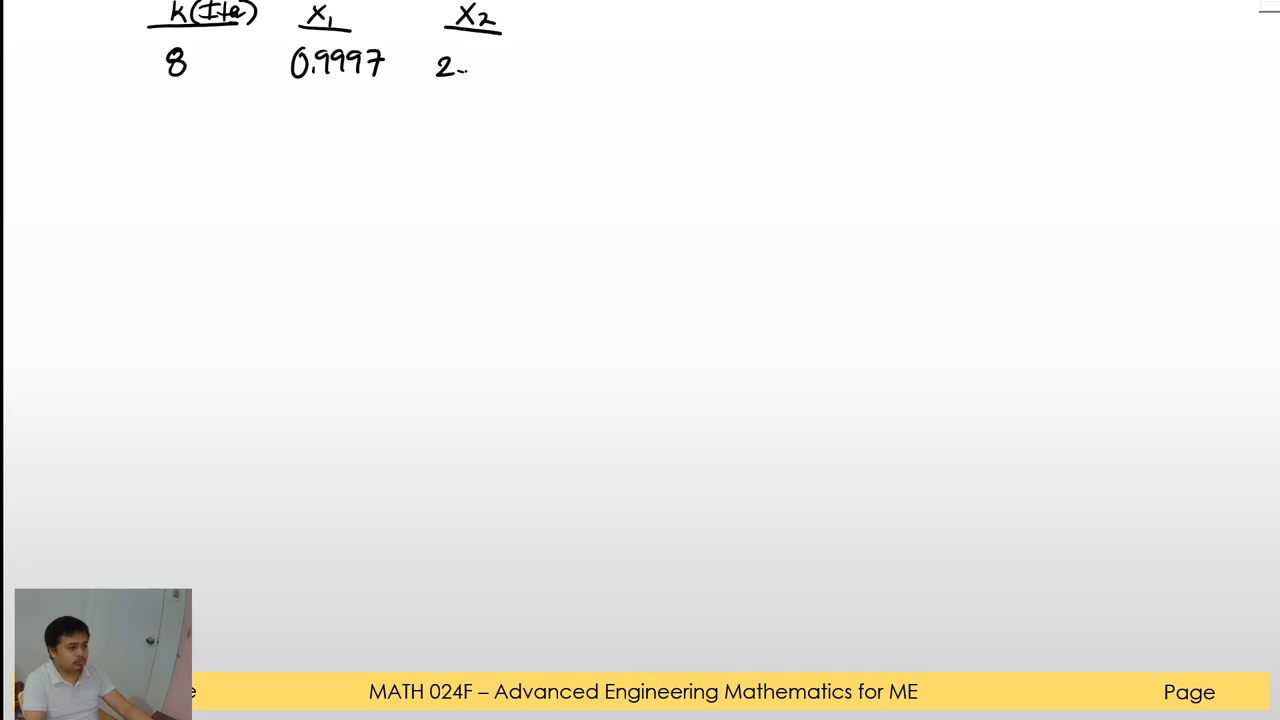 k(Ite) x₁ x₂
8 0.9997 2.
MATH 024F – Advanced Engineering Mathematics for ME
Page